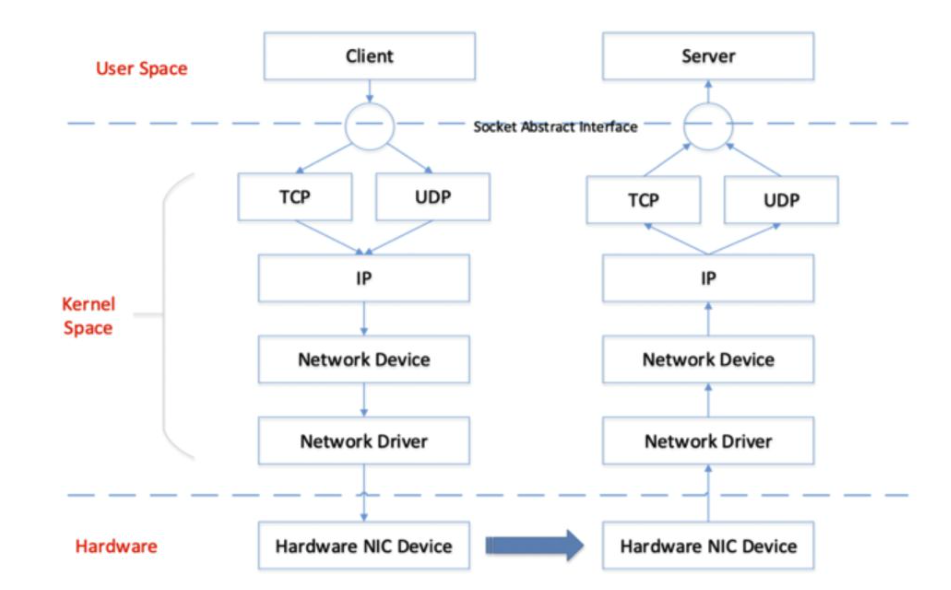 Client
Server
User Space
Socket Abstract Interface
TCP
UDP
TCP
UDP
IP
IP
Kernel
Space
Network Device
Network Device
Network Driver
Network Driver
Hardware
Hardware NIC Device
Hardware NIC Device